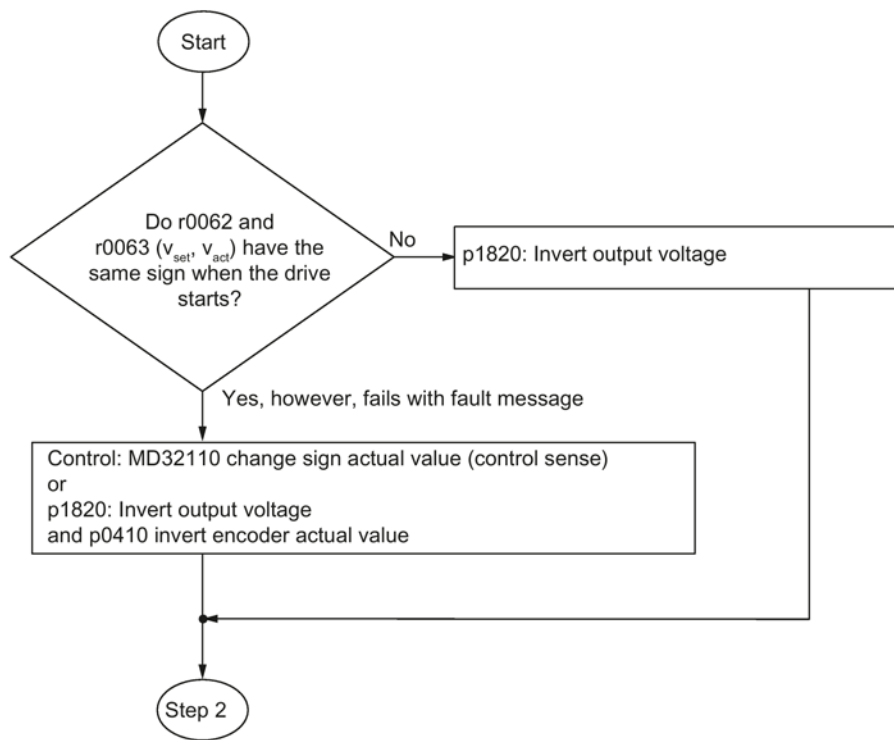 Start
Do r0062 and
r0063 (vset, vact) have the
same sign when the drive
starts?
No
p1820: Invert output voltage
Yes, however, fails with fault message
Control: MD32110 change sign actual value (control sense)
or
p1820: Invert output voltage
and p0410 invert encoder actual value
Step 2